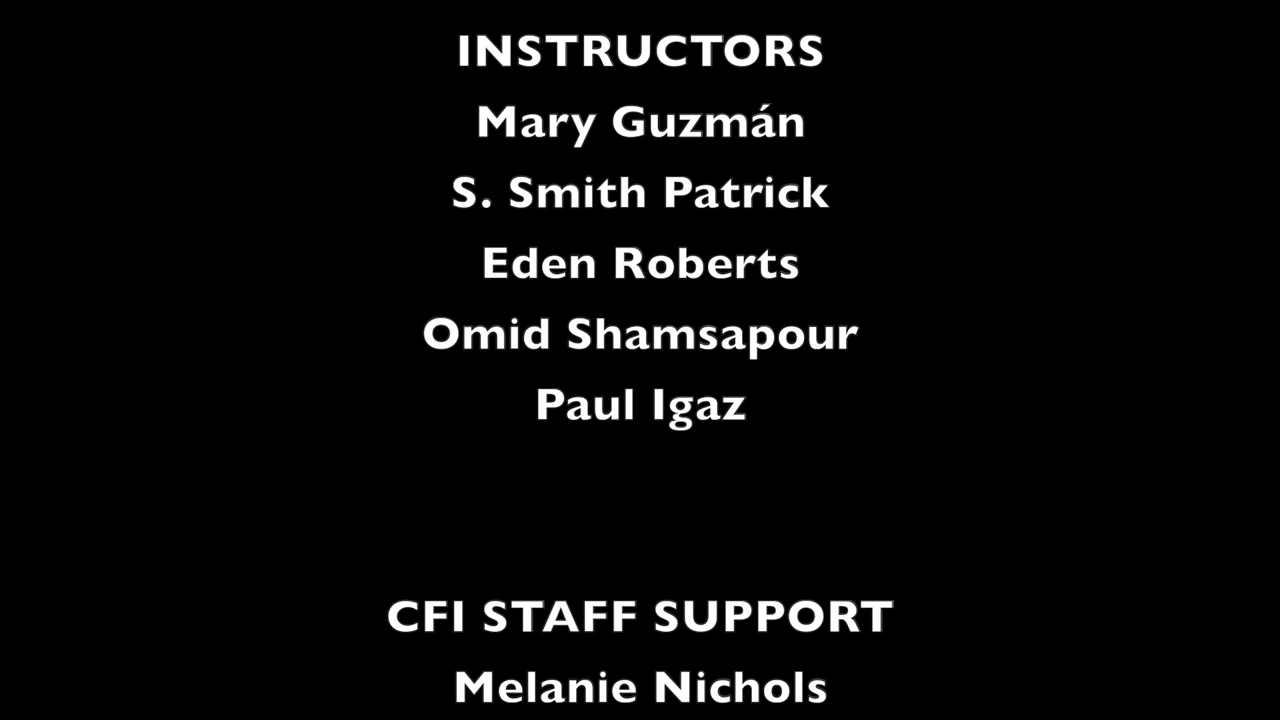 INSTRUCTORS
Mary Guzmán
S. Smith Patrick
Eden Roberts
Omid Shamsapour
Paul Igaz
CFI STAFF SUPPORT
Melanie Nichols